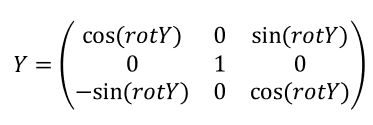 cos(rotY) 0 sin(rotY)
Y = ( 0 1 0 )
−sin(rotY) 0 cos(rotY)